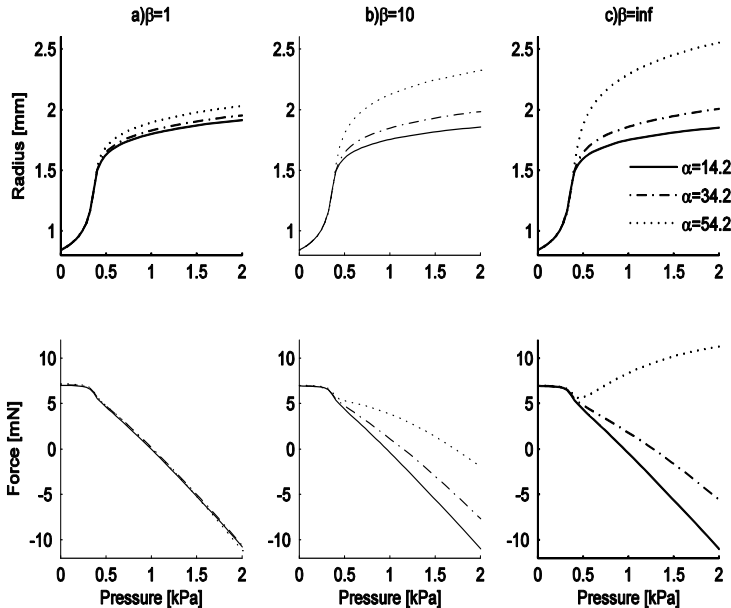 a)β=1
b)β=10
c)β=inf
Radius [mm]
2.5
2
1.5
1
0 0.5 1 1.5 2
2.5
2
1.5
1
0 0.5 1 1.5 2
2.5
2
1.5
1
0 0.5 1 1.5 2
α=14.2
α=34.2
α=54.2
Force [mN]
10
5
0
-5
-10
0 0.5 1 1.5 2
Pressure [kPa]
10
5
0
-5
-10
0 0.5 1 1.5 2
Pressure [kPa]
10
5
0
-5
-10
0 0.5 1 1.5 2
Pressure [kPa]